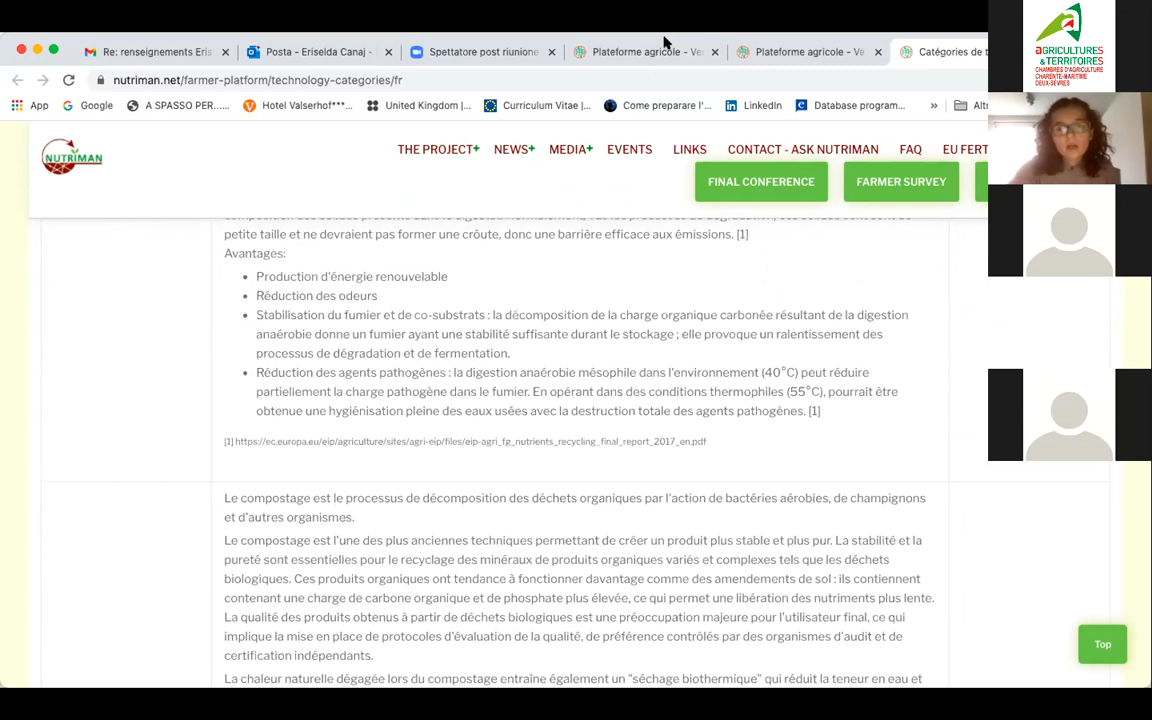 Re: renseignements Eris
Posta – Eriselda Canaj -
Spettatore post riunione
Plateforme agricole – Ve
Plateforme agricole – Ve
Catégories de t
nutriman.net/farmer-platform/technology-categories/fr
App
Google
A SPASSO PER.....
Hotel Valserhof***...
United Kingdom |...
Curriculum Vitae |...
Come preparare l'...
LinkedIn
Database program...
»
Altr
aGRICULTURES
& TERRITOIRES
CHAMBRES D'AGRICULTURE
CHARENTE-MARITIME
DEUX-SÈVRES
NUTRIMAN
THE PROJECT+
NEWS+
MEDIA+
EVENTS
LINKS
CONTACT - ASK NUTRIMAN
FAQ
EU FERT
FINAL CONFERENCE
FARMER SURVEY
petite taille et ne devraient pas former une croûte, donc une barrière efficace aux émissions. [1]
Avantages:
• Production d'énergie renouvelable
• Réduction des odeurs
• Stabilisation du fumier et de co-substrats : la décomposition de la charge organique carbonée résultant de la digestion
anaérobie donne un fumier ayant une stabilité suffisante durant le stockage ; elle provoque un ralentissement des
processus de dégradation et de fermentation.
• Réduction des agents pathogènes : la digestion anaérobie mésophile dans l'environnement (40°C) peut réduire
partiellement la charge pathogène dans le fumier. En opérant dans des conditions thermophiles (55°C), pourrait être
obtenue une hygiénisation pleine des eaux usées avec la destruction totale des agents pathogènes. [1]
[1] https://ec.europa.eu/eip/agriculture/sites/agri-eip/files/eip-agri_fg_nutrients_recycling_final_report_2017_en.pdf
Le compostage est le processus de décomposition des déchets organiques par l'action de bactéries aérobies, de champignons
et d'autres organismes.
Le compostage est l'une des plus anciennes techniques permettant de créer un produit plus stable et plus pur. La stabilité et la
pureté sont essentielles pour le recyclage des minéraux de produits organiques variés et complexes tels que les déchets
biologiques. Ces produits organiques ont tendance à fonctionner davantage comme des amendements de sol : ils contiennent
contenant une charge de carbone organique et de phosphate plus élevée, ce qui permet une libération des nutriments plus lente.
La qualité des produits obtenus à partir de déchets biologiques est une préoccupation majeure pour l'utilisateur final, ce qui
implique la mise en place de protocoles d'évaluation de la qualité, de préférence contrôlés par des organismes d'audit et de
certification indépendants.
La chaleur naturelle dégagée lors du compostage entraîne également un "séchage biothermique" qui réduit la teneur en eau et
Top